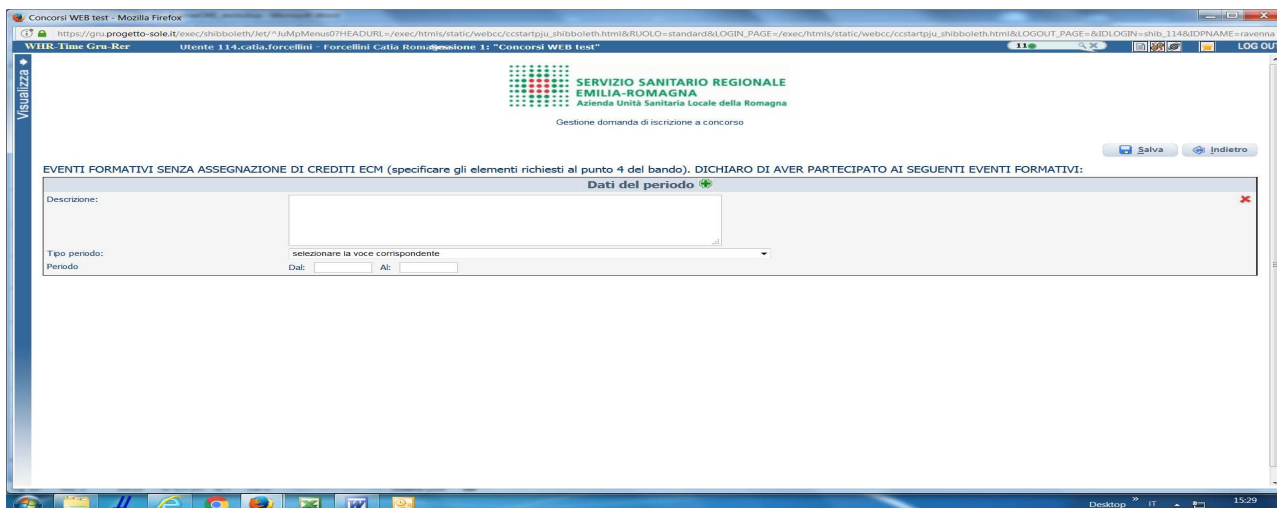 Concorsi WEB test - Mozilla Firefox
https://gru.progetto-sole.it/exec/shibboleth/Jet/^JuMpMenus0?HEADURL=/exec/htmls/static/webcc/ccstartpju_shibboleth.html&RUOLO=standard&LOGIN_PAGE=/exec/htmls/static/webcc/ccstartpju_shibboleth.html&LOGOUT_PAGE=&IDLOGIN=shib_114&IDPNAME=ravenna
WHR-Time Gru-Rer Utente 114.catia.forcellini - Forcellini Catia Sessione 1: "Concorsi WEB test" 110 LOG OUT
Visualizza
SERVIZIO SANITARIO REGIONALE
EMILIA-ROMAGNA
Azienda Unità Sanitaria Locale della Romagna
Gestione domanda di iscrizione a concorso
Salva Indietro
EVENTI FORMATIVI SENZA ASSEGNAZIONE DI CREDITI ECM (specificare gli elementi richiesti al punto 4 del bando). DICHIARO DI AVER PARTECIPATO AI SEGUENTI EVENTI FORMATIVI:
Dati del periodo
Descrizione:
Tipo periodo: selezionare la voce corrispondente
Periodo Dal: Al:
Desktop » IT 15:29